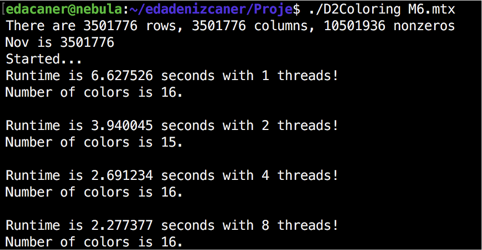 [edacaner@nebula:~/edadenizcaner/Proje$ ./D2Coloring M6.mtx
There are 3501776 rows, 3501776 columns, 10501936 nonzeros
Nov is 3501776
Started...
Runtime is 6.627526 seconds with 1 threads!
Number of colors is 16.
Runtime is 3.940045 seconds with 2 threads!
Number of colors is 15.
Runtime is 2.691234 seconds with 4 threads!
Number of colors is 16.
Runtime is 2.277377 seconds with 8 threads!
Number of colors is 16.